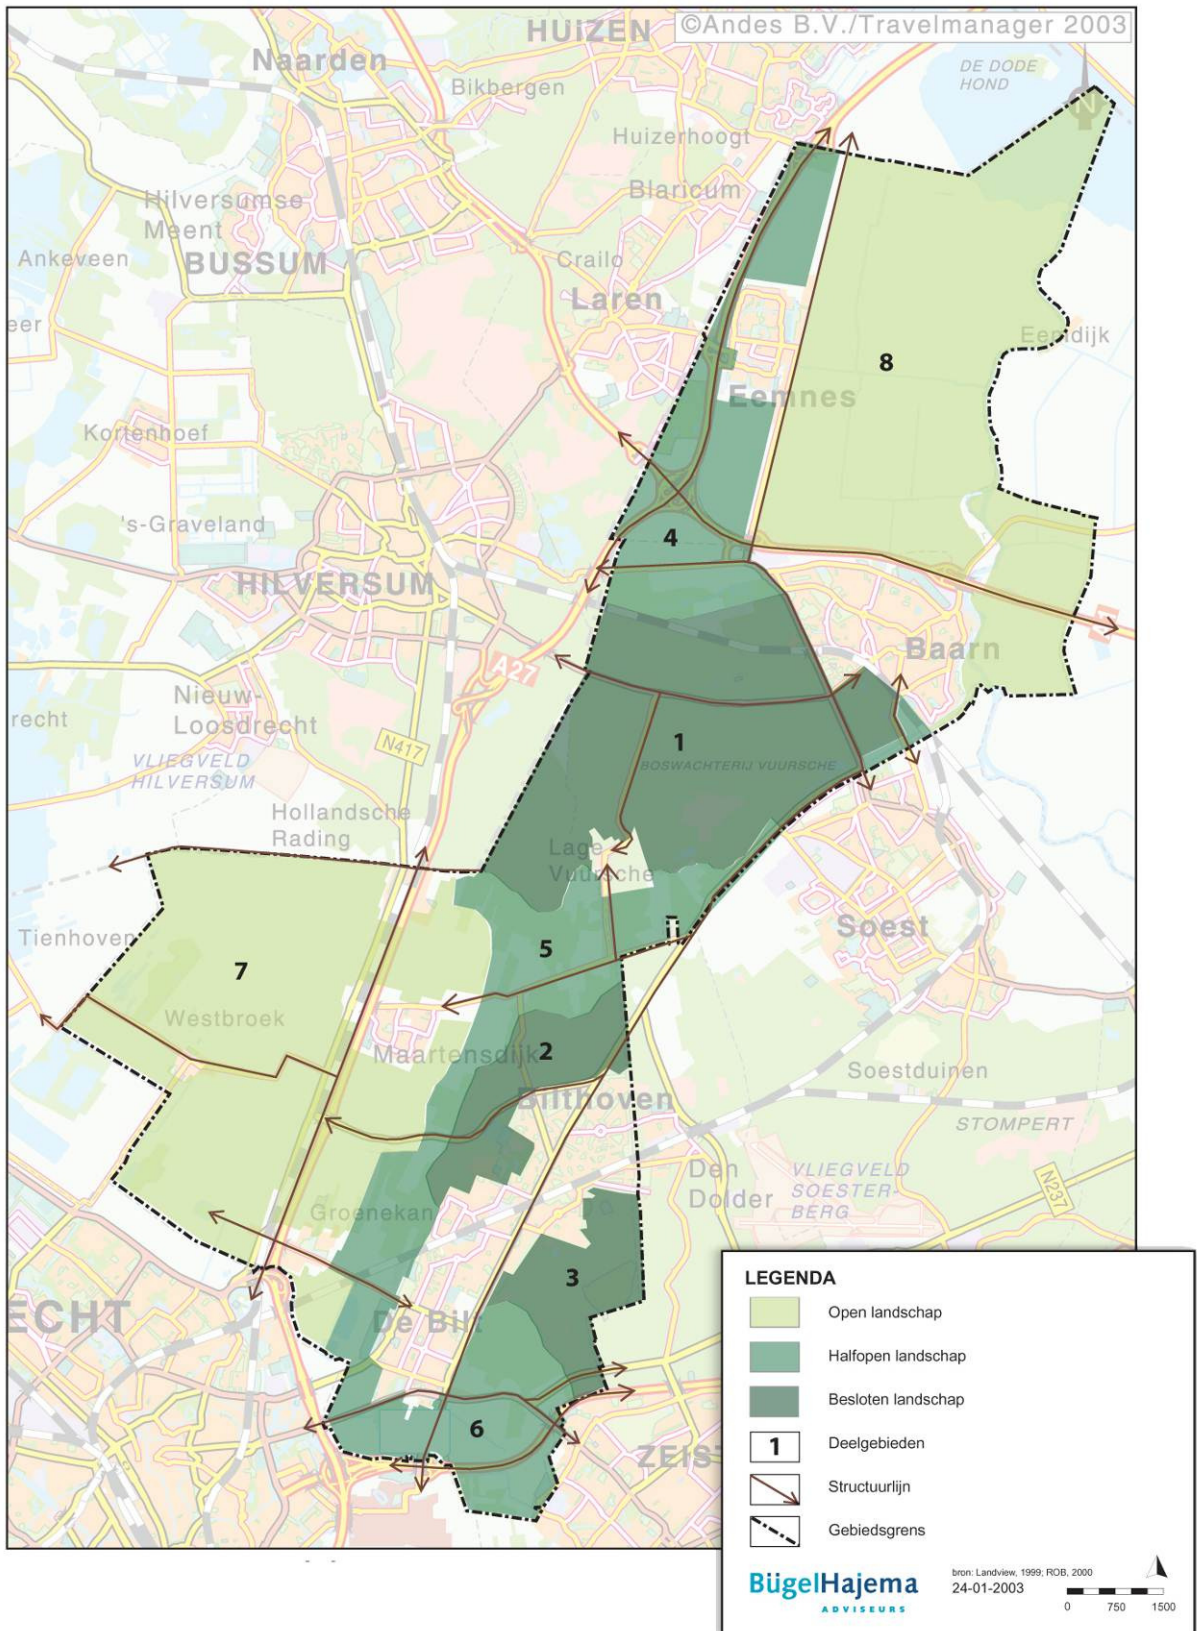 ©Andes B.V./Travelmanager 2003
HUIZEN
Naarden
Bikbergen
DE DODE
HOND
N
Huizerhoogt
Blaricum
Hilversumse
Meent
Ankeveen
BUSSUM
Crailo
Laren
eer
Eemdijk
8
Eemnes
Kortenhoef
's-Graveland
4
HILVERSUM
A1
Baarn
A27
Nieuw-
Loosdrecht
recht
N417
1
BOSWACHTERIJ VUURSCHE
VLIEGVELD
HILVERSUM
Hollandsche
Rading
Lage
Vuursche
Soest
Tienhoven
5
7
Westbroek
Maartensdijk
2
Soestduinen
Bilthoven
STOMPERT
Den
Dolder
VLIEGVELD
SOESTER-
BERG
N237
Groenekan
3
ECHT
De Bilt
6
ZEIST
LEGENDA
Open landschap
Halfopen landschap
Besloten landschap
1 Deelgebieden
Structuurlijn
Gebiedsgrens
BügelHajema
ADVISEURS
bron: Landview, 1999; ROB, 2000
24-01-2003
0 750 1500